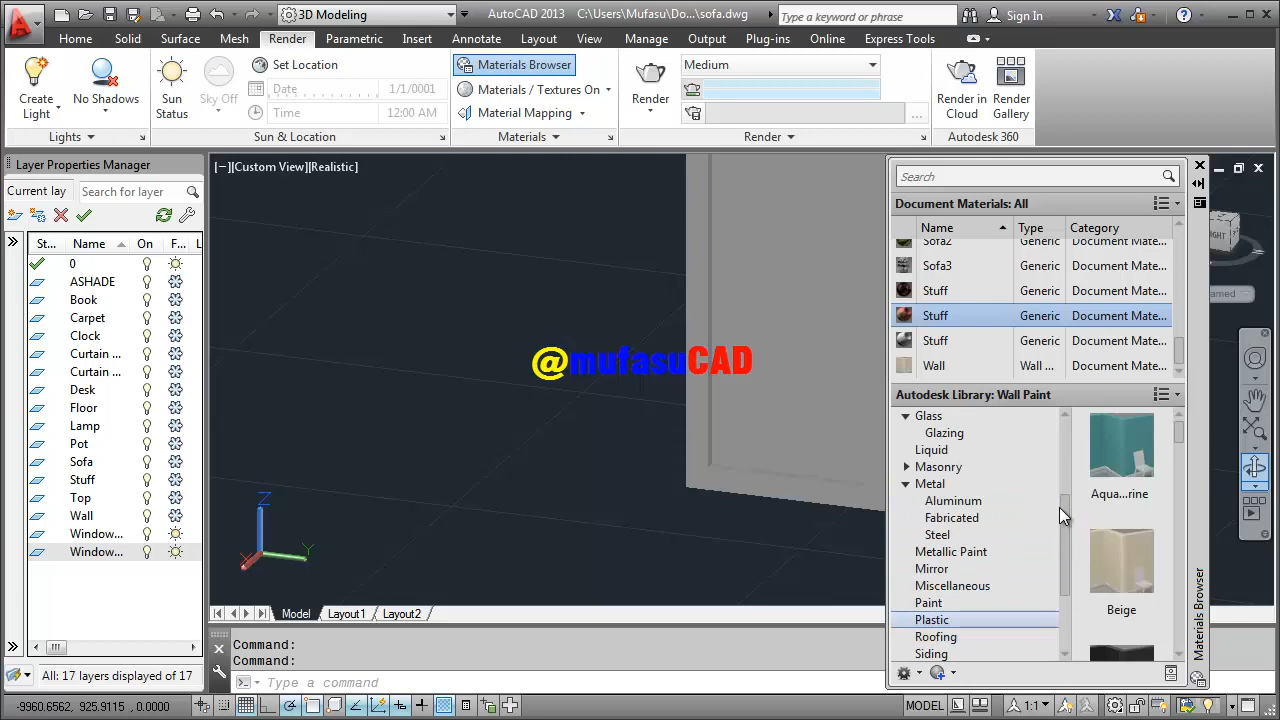 3D Modeling
AutoCAD 2013 C:\Users\Mufasu\Do...\sofa.dwg
Type a keyword or phrase
Sign In
Home Solid Surface Mesh Render Parametric Insert Annotate Layout View Manage Output Plug-ins Online Express Tools
Create Light
No Shadows
Sun Status
Sky Off
Set Location
Date 1/1/0001
Time 12:00 AM
Materials Browser
Materials / Textures On
Material Mapping
Render
Medium
Render in Cloud
Render Gallery
Lights
Sun & Location
Materials
Render
Autodesk 360
Layer Properties Manager
Current lay
Search for layer
St... Name On F... L
0
ASHADE
Book
Carpet
Clock
Curtain ...
Curtain ...
Desk
Floor
Lamp
Pot
Sofa
Stuff
Top
Wall
Window...
Window...
All: 17 layers displayed of 17
[−][Custom View][Realistic]
@mufasuCAD
Z
X
Y
RIGHT
Search
Document Materials: All
Name Type Category
Sofa2 Generic Document Mate...
Sofa3 Generic Document Mate...
Stuff Generic Document Mate...
Stuff Generic Document Mate...
Stuff Generic Document Mate...
Wall Wall ... Document Mate...
Autodesk Library: Wall Paint
Glass
Glazing
Liquid
Masonry
Metal
Aluminum
Fabricated
Steel
Metallic Paint
Mirror
Miscellaneous
Paint
Plastic
Roofing
Siding
Aqua...rine
Beige
Materials Browser
Model Layout1 Layout2
Command:
Command:
Type a command
-9960.6562, 925.9115, 0.0000
MODEL
1:1